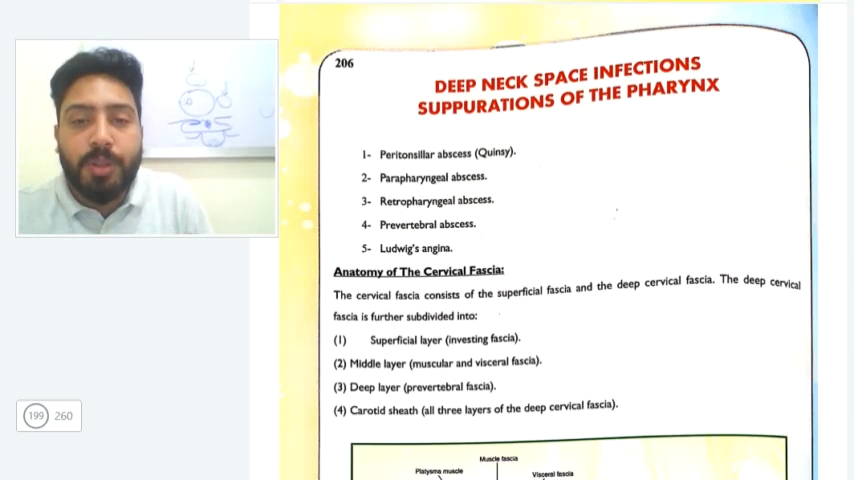 206
DEEP NECK SPACE INFECTIONS
SUPPURATIONS OF THE PHARYNX
1- Peritonsillar abscess (Quinsy).
2- Parapharyngeal abscess.
3- Retropharyngeal abscess.
4- Prevertebral abscess.
5- Ludwig's angina.
Anatomy of The Cervical Fascia:
The cervical fascia consists of the superficial fascia and the deep cervical fascia. The deep cervical
fascia is further subdivided into:
(1) Superficial layer (investing fascia).
(2) Middle layer (muscular and visceral fascia).
(3) Deep layer (prevertebral fascia).
(4) Carotid sheath (all three layers of the deep cervical fascia).
Muscle fascia
Platysma muscle
Visceral fascia
199 260